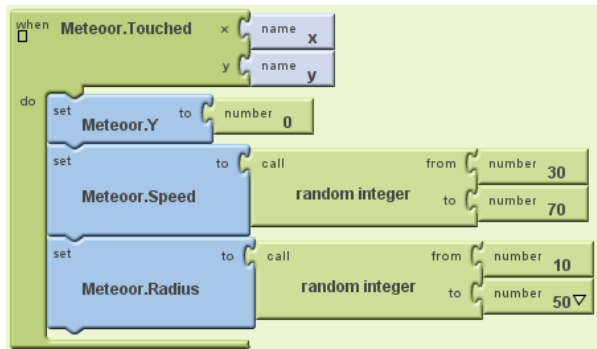 when Meteoor.Touched x name x
y name y
do
set Meteoor.Y to number 0
set Meteoor.Speed to call random integer from number 30
to number 70
set Meteoor.Radius to call random integer from number 10
to number 50